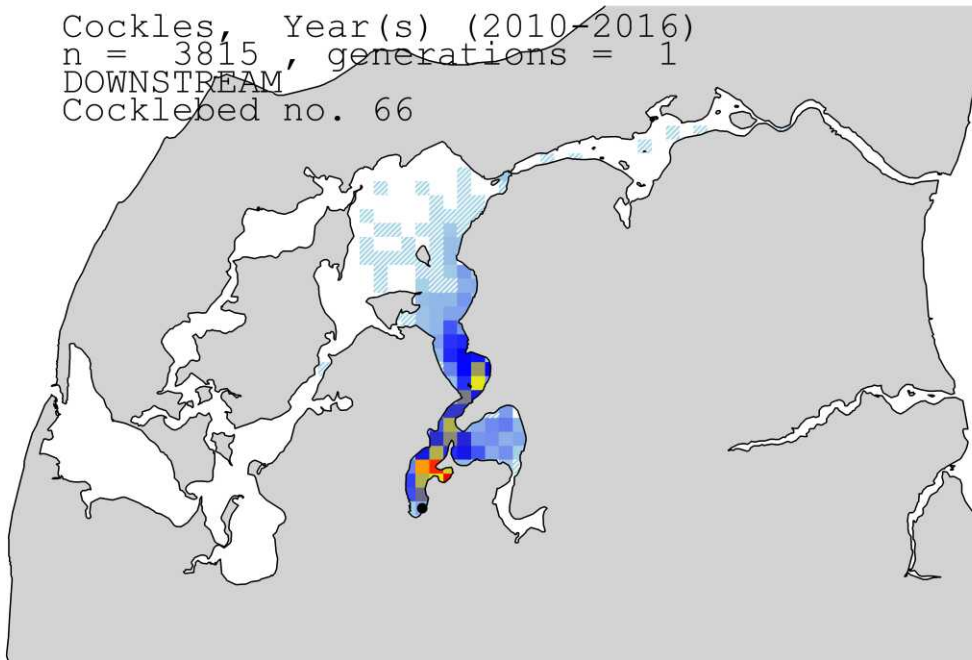 Cockles, Year(s) (2010-2016)
n = 3815 , generations = 1
DOWNSTREAM
Cocklebed no. 66